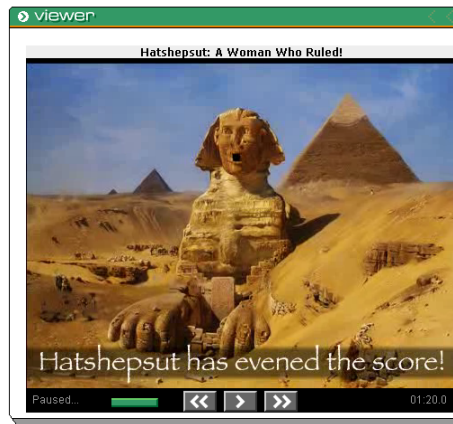 viewer
Hatshepsut: A Woman Who Ruled!
Hatshepsut has evened the score!
Paused...
01:20.0